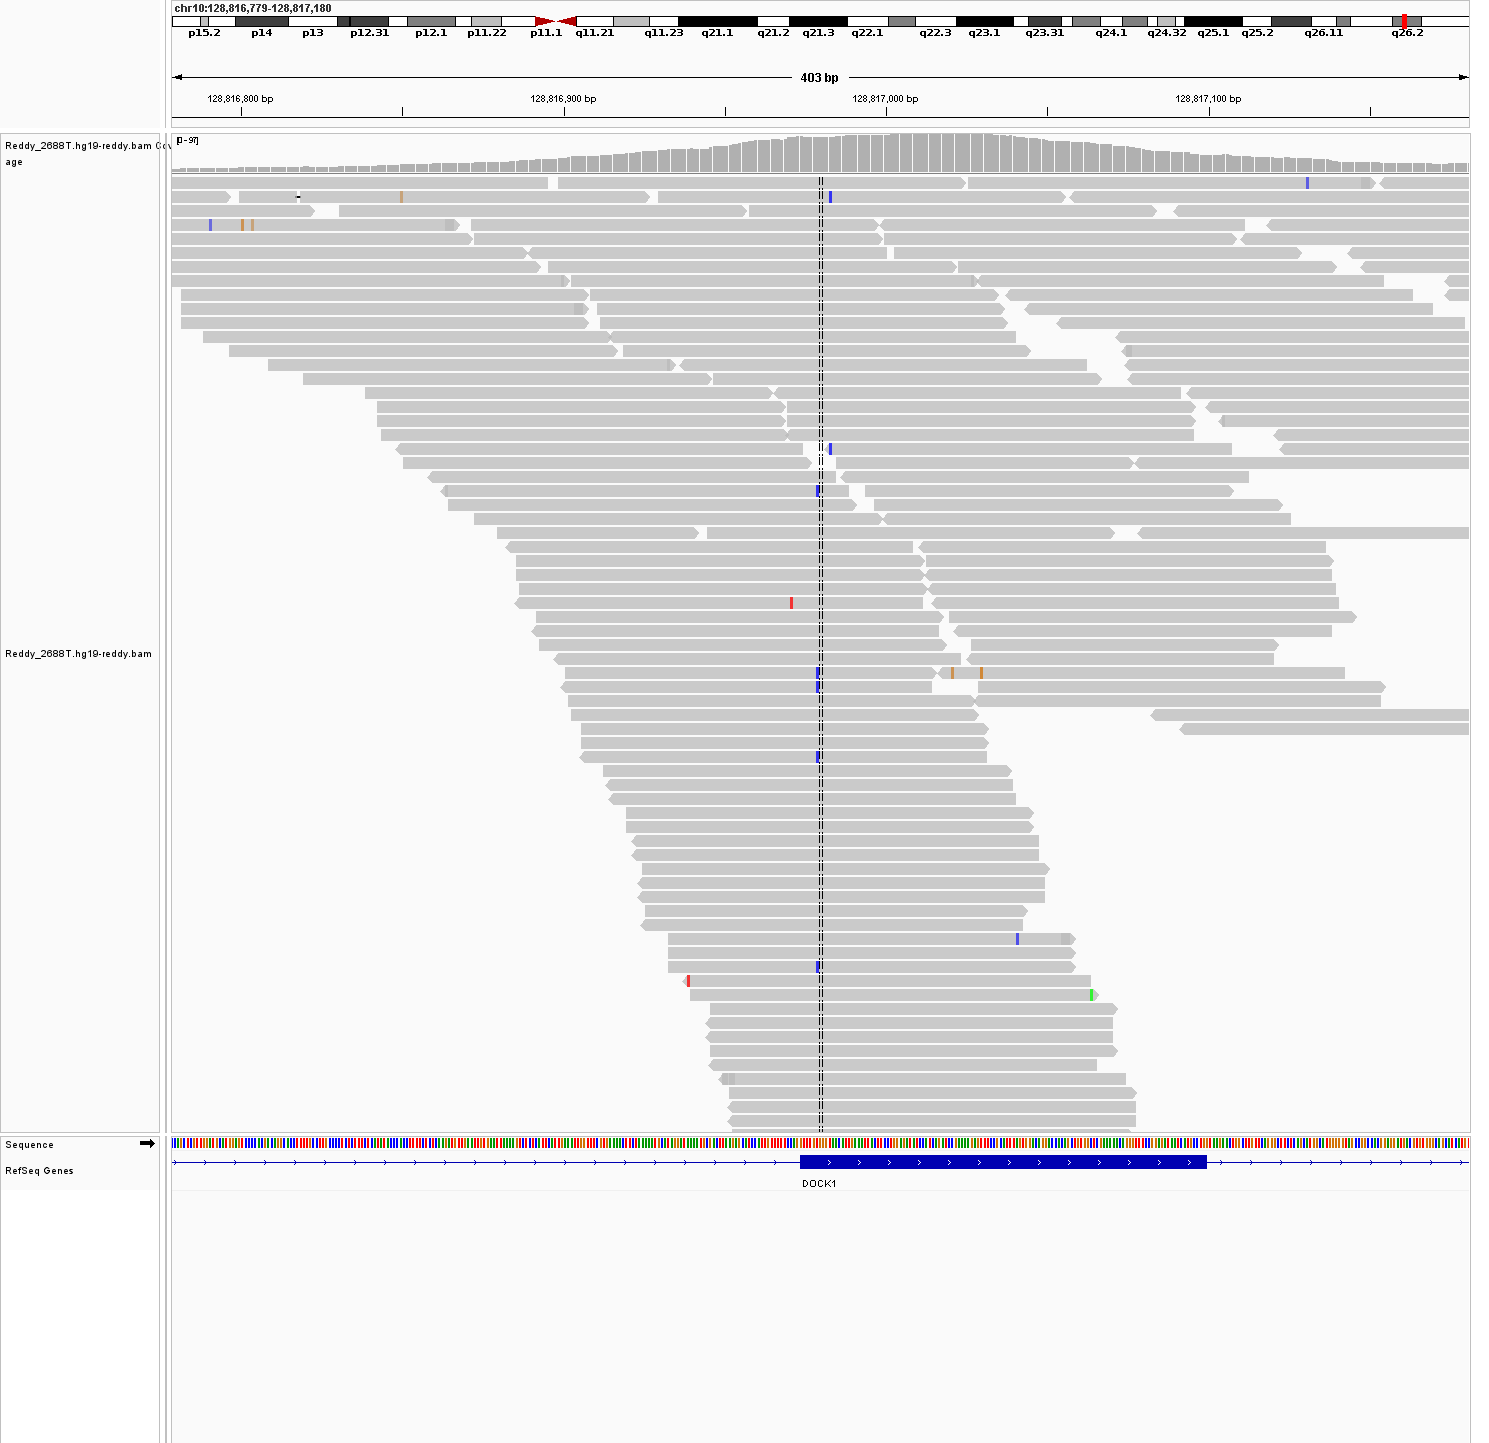 chr10:128,816,779-128,817,180
p15.2 p14 p13 p12.31 p12.1 p11.22 p11.1 q11.21 q11.23 q21.1 q21.2 q21.3 q22.1 q22.3 q23.1 q23.31 q24.1 q24.32 q25.1 q25.2 q26.11 q26.2
403 bp
128,816,800 bp 128,816,900 bp 128,817,000 bp 128,817,100 bp
[0 - 97]
Reddy_2688T.hg19-reddy.bam Cov
age
Reddy_2688T.hg19-reddy.bam
Sequence
RefSeq Genes
DOCK1